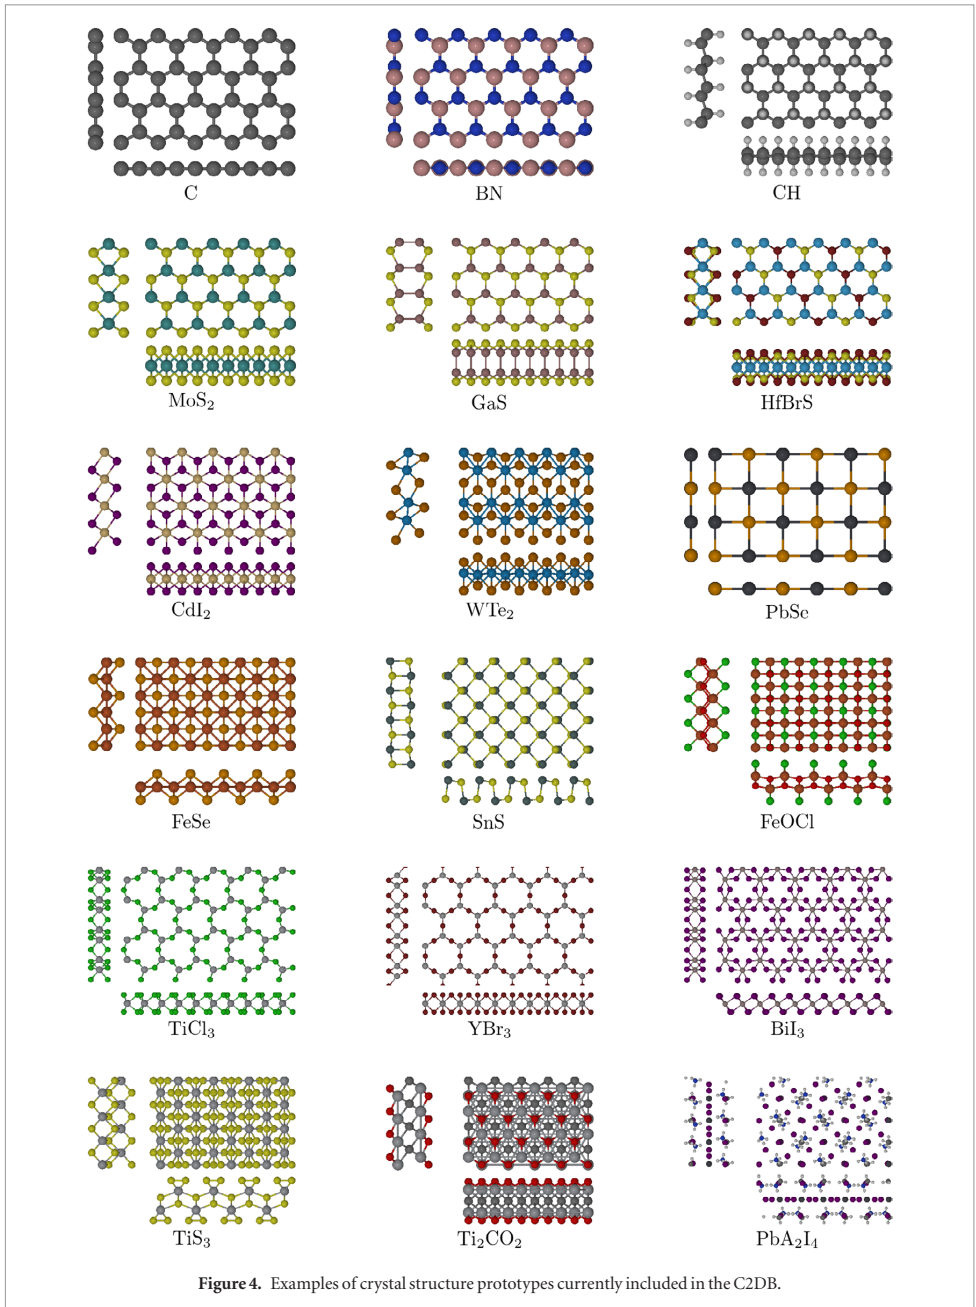 C BN CH
MoS₂ GaS HfBrS
CdI₂ WTe₂ PbSe
FeSe SnS FeOCl
TiCl₃ YBr₃ BiI₃
TiS₃ Ti₂CO₂ PbA₂I₄
Figure 4. Examples of crystal structure prototypes currently included in the C2DB.